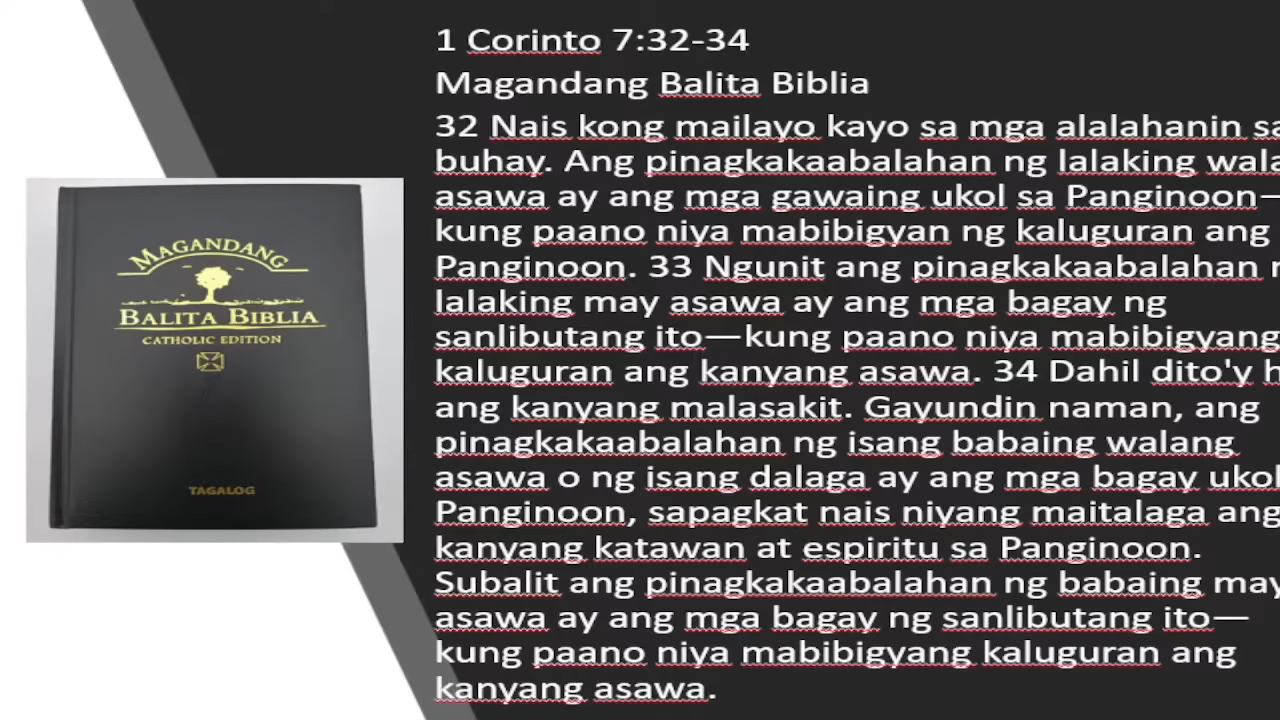 MAGANDANG
BALITA BIBLIA
CATHOLIC EDITION
TAGALOG
1 Corinto 7:32-34
Magandang Balita Biblia
32 Nais kong mailayo kayo sa mga alalahanin sa
buhay. Ang pinagkakaabalahan ng lalaking
asawa ay ang mga gawaing ukol sa Panginoon—
kung paano niya mabibigyan ng kaluguran ang
Panginoon. 33 Ngunit ang pinagkakaabalahan
lalaking may asawa ay ang mga bagay ng
sanlibutang ito—kung paano niya mabibigyang
kaluguran ang kanyang asawa. 34 Dahil dito'y
ang kanyang malasakit. Gayundin naman, ang
pinagkakaabalahan ng isang babaing walang
asawa o ng isang dalaga ay ang mga bagay ukol
Panginoon, sapagkat nais niyang maitalaga ang
kanyang katawan at espiritu sa Panginoon.
Subalit ang pinagkakaabalahan ng babaing may
asawa ay ang mga bagay ng sanlibutang ito—
kung paano niya mabibigyang kaluguran ang
kanyang asawa.